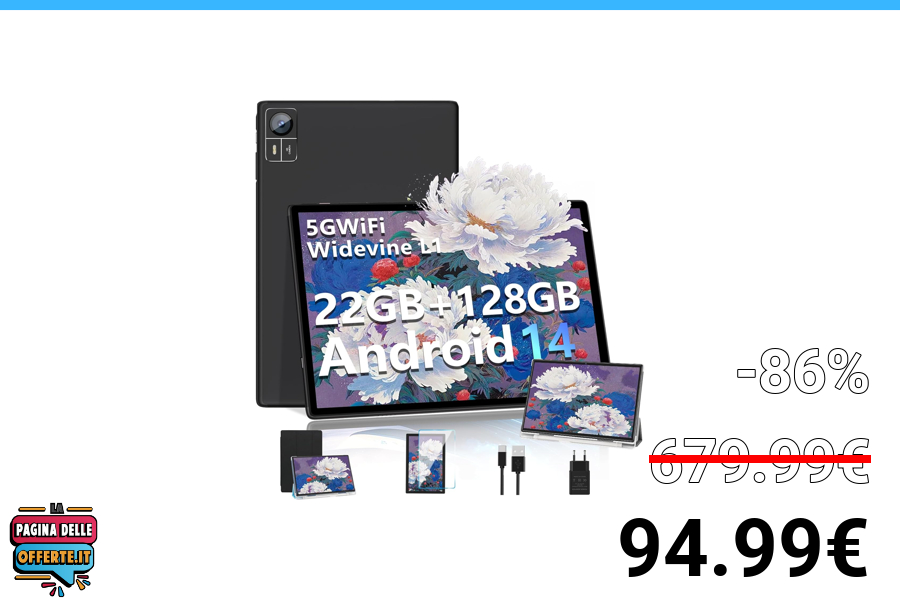 5GWiFi
Widevine L1
22GB+128GB
Android 14
-86%
679.99€
94.99€
LA
PAGINA DELLE
OFFERTE.IT